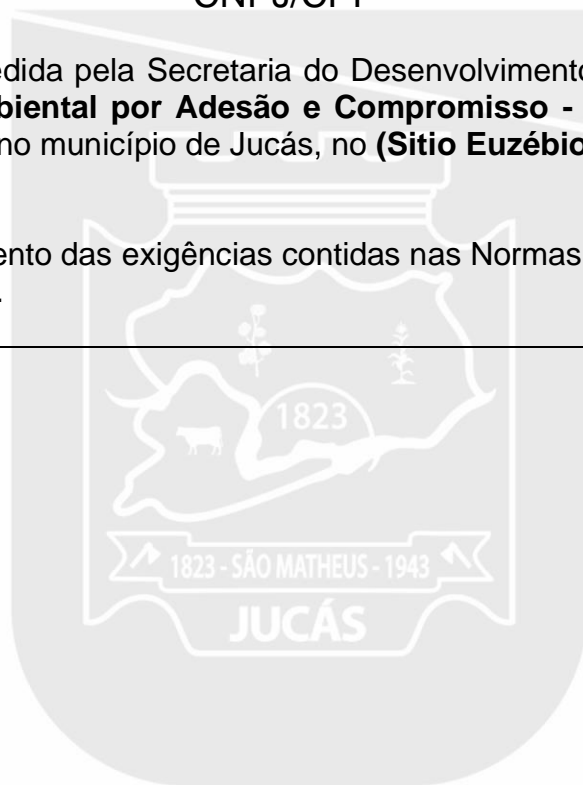 CNPJ/CPF
edida pela Secretaria do Desenvolvimento
biental por Adesão e Compromisso -
no município de Jucás, no (Sitio Euzébio
ento das exigências contidas nas Normas
.
1823
1823 - SÃO MATHEUS - 1943
JUCÁS